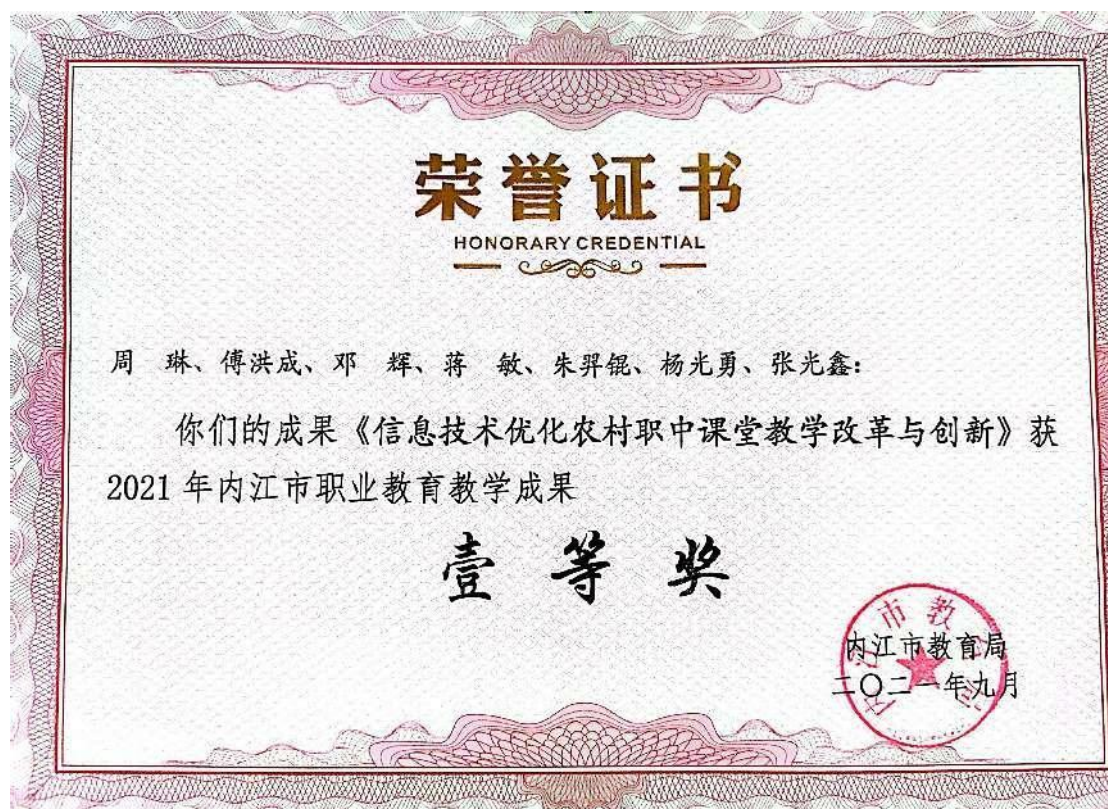 荣誉证书
HONORARY CREDENTIAL
周 琳、傅洪成、邓 辉、蒋 敏、朱羿锟、杨光勇、张光鑫：
你们的成果《信息技术优化农村职中课堂教学改革与创新》获
2021 年内江市职业教育教学成果
壹等奖
内江市教育局
二〇二一年九月